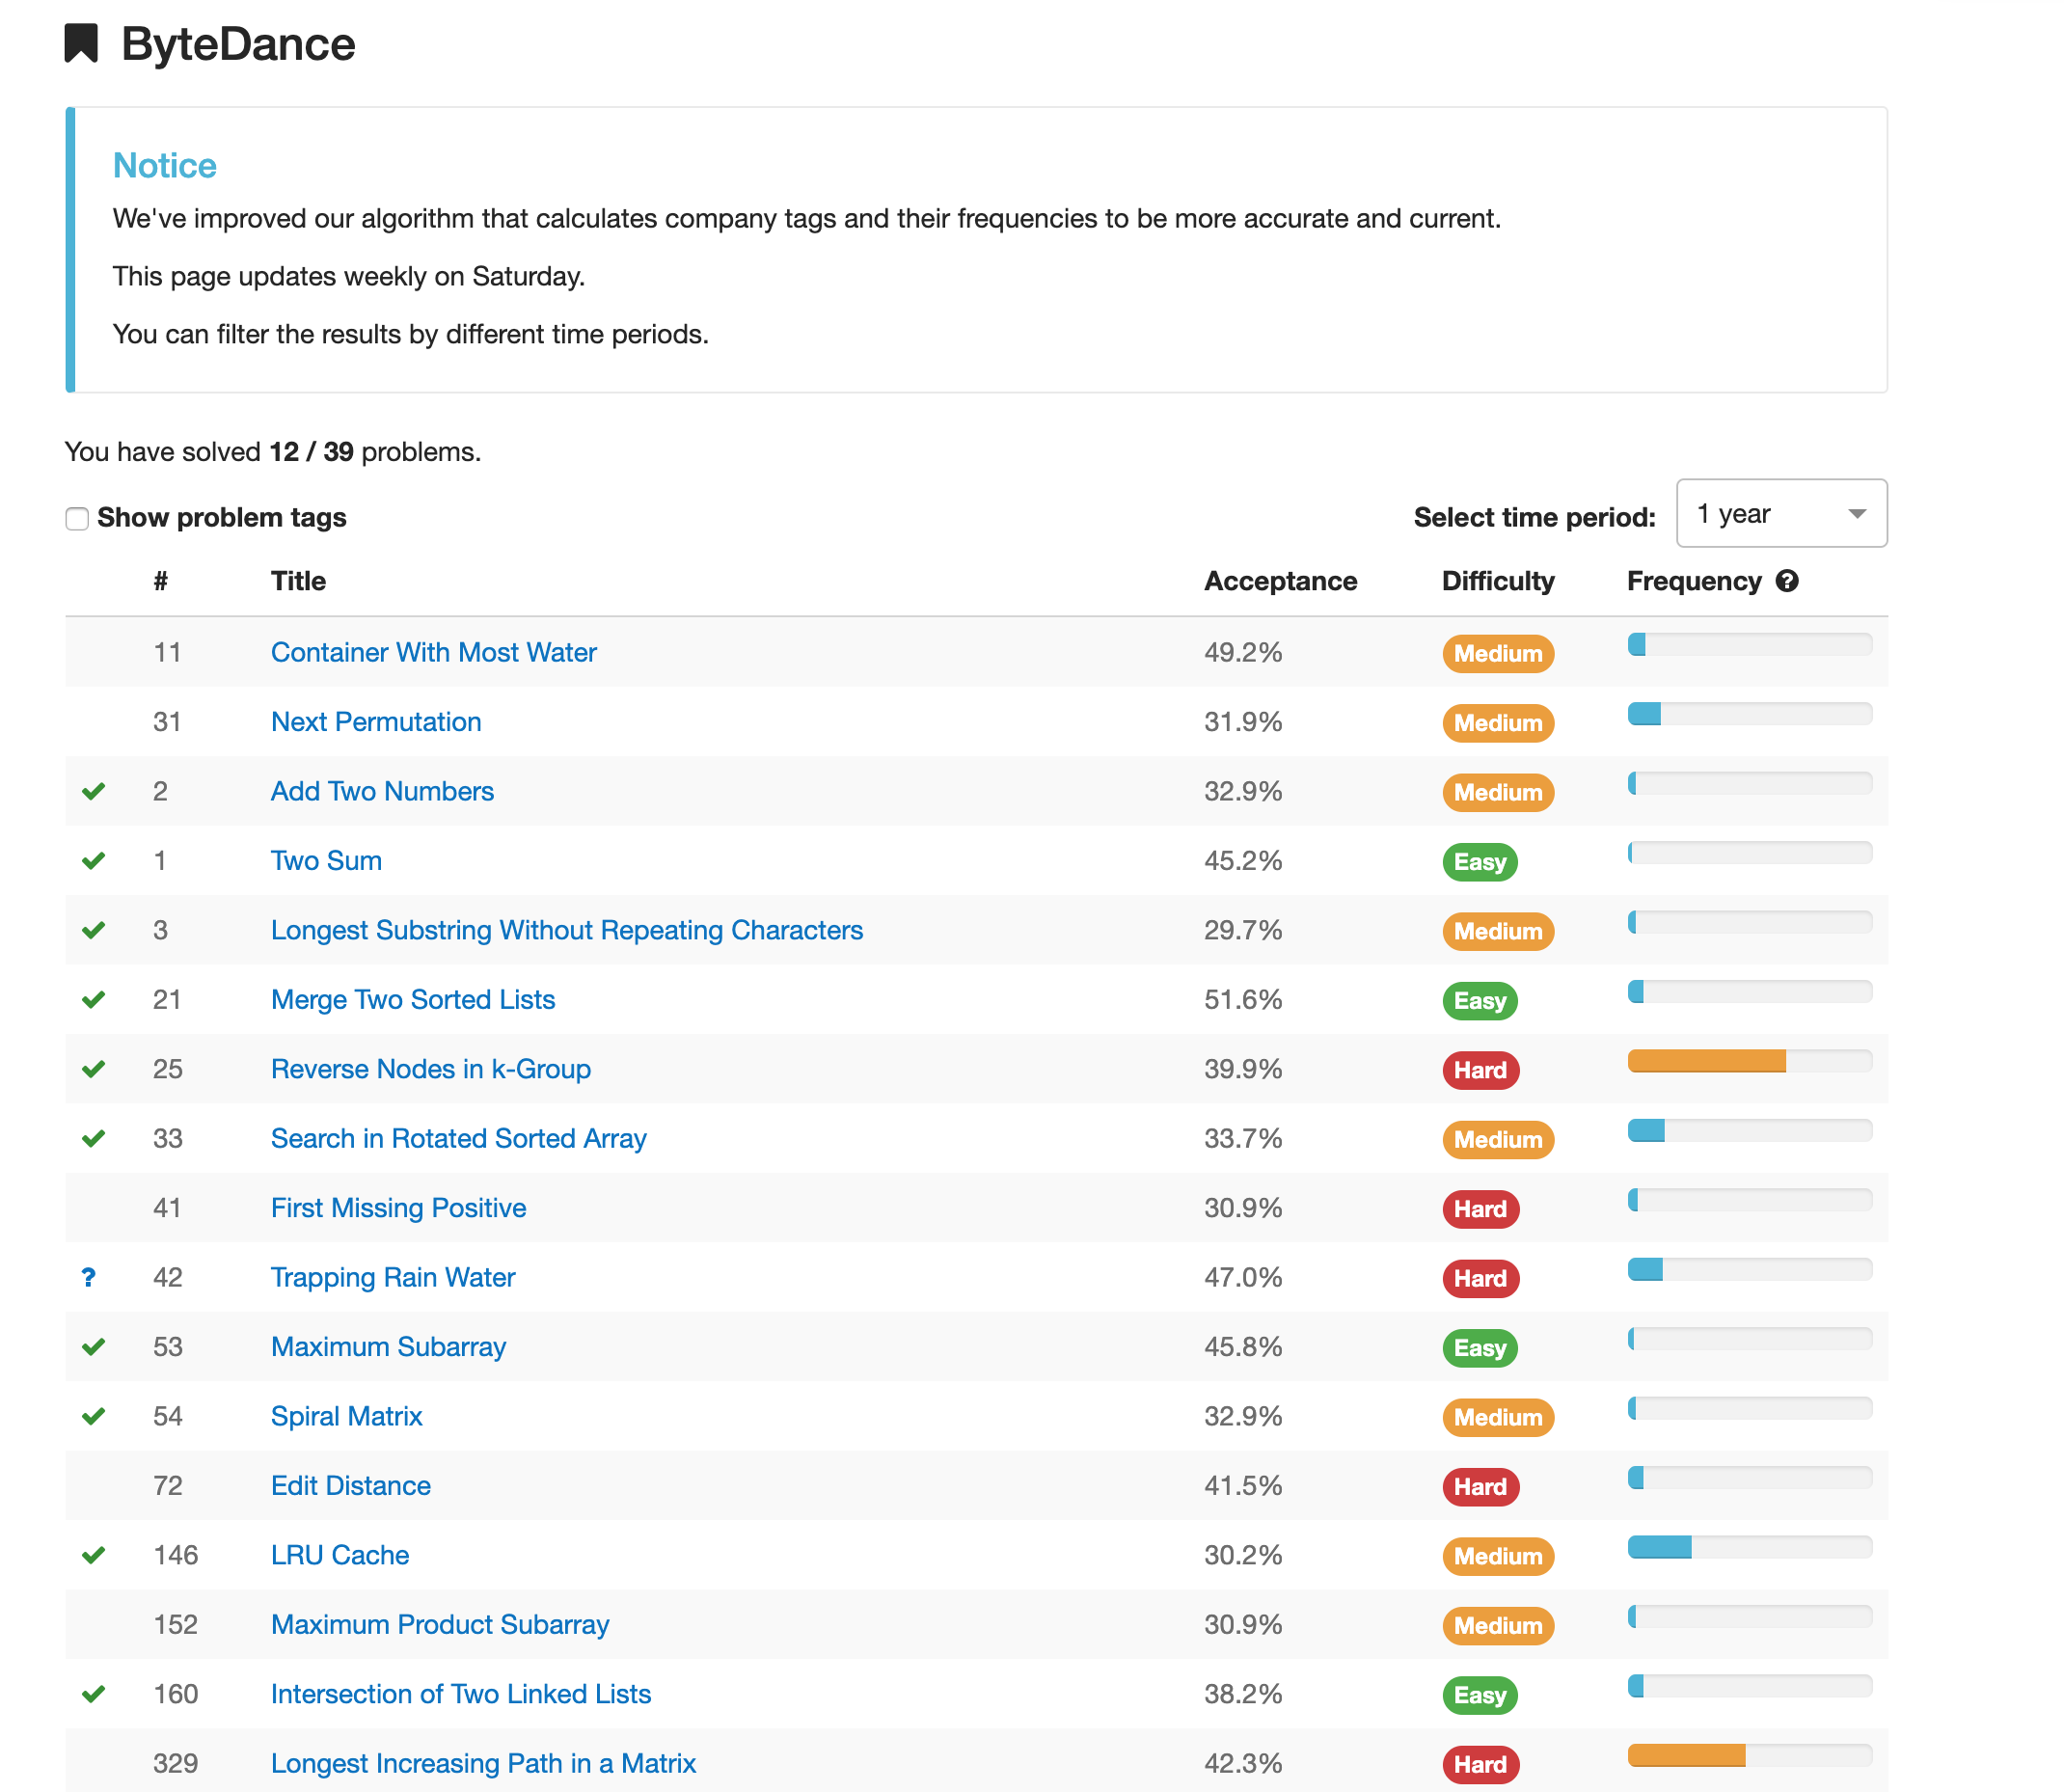 ByteDance
Notice
We've improved our algorithm that calculates company tags and their frequencies to be more accurate and current.
This page updates weekly on Saturday.
You can filter the results by different time periods.
You have solved 12 / 39 problems.
Show problem tags Select time period: 1 year
# Title Acceptance Difficulty Frequency ?
11 Container With Most Water 49.2% Medium
31 Next Permutation 31.9% Medium
2 Add Two Numbers 32.9% Medium
1 Two Sum 45.2% Easy
3 Longest Substring Without Repeating Characters 29.7% Medium
21 Merge Two Sorted Lists 51.6% Easy
25 Reverse Nodes in k-Group 39.9% Hard
33 Search in Rotated Sorted Array 33.7% Medium
41 First Missing Positive 30.9% Hard
? 42 Trapping Rain Water 47.0% Hard
53 Maximum Subarray 45.8% Easy
54 Spiral Matrix 32.9% Medium
72 Edit Distance 41.5% Hard
146 LRU Cache 30.2% Medium
152 Maximum Product Subarray 30.9% Medium
160 Intersection of Two Linked Lists 38.2% Easy
329 Longest Increasing Path in a Matrix 42.3% Hard